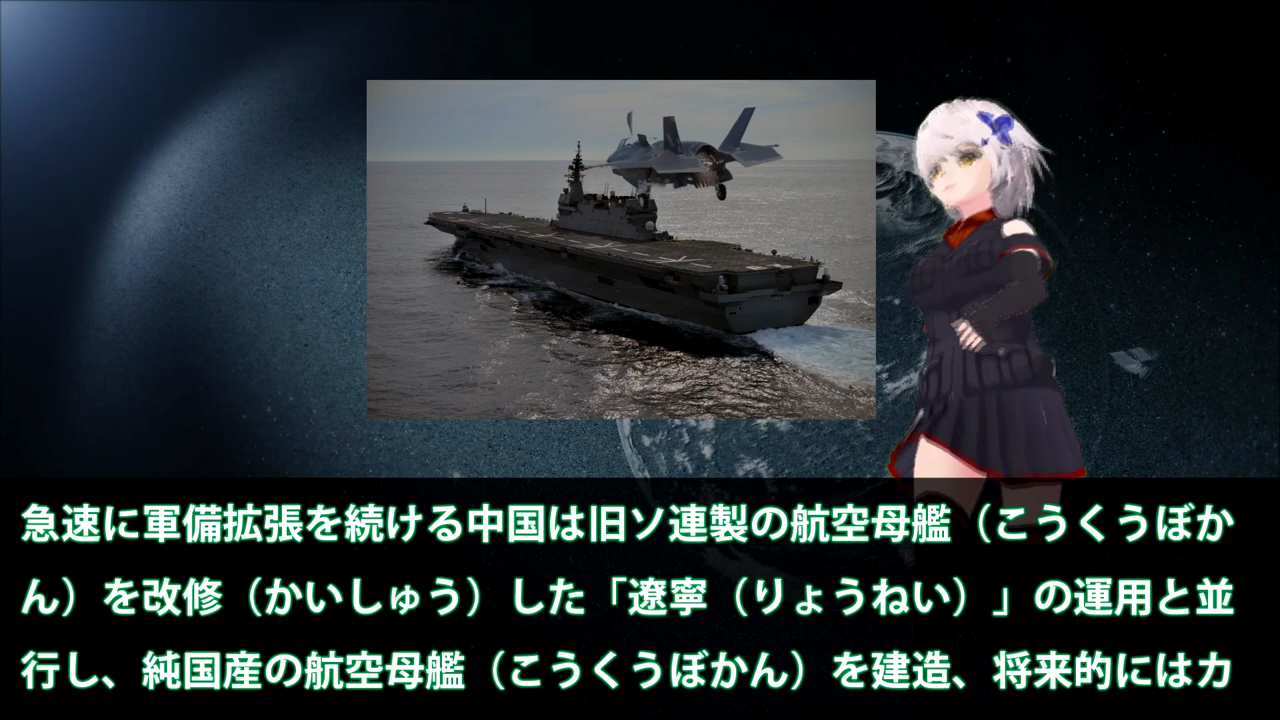 急速に軍備拡張を続ける中国は旧ソ連製の航空母艦（こうくうぼか
ん）を改修（かいしゅう）した「遼寧（りょうねい）」の運用と並
行し、純国産の航空母艦（こうくうぼかん）を建造、将来的にはカ